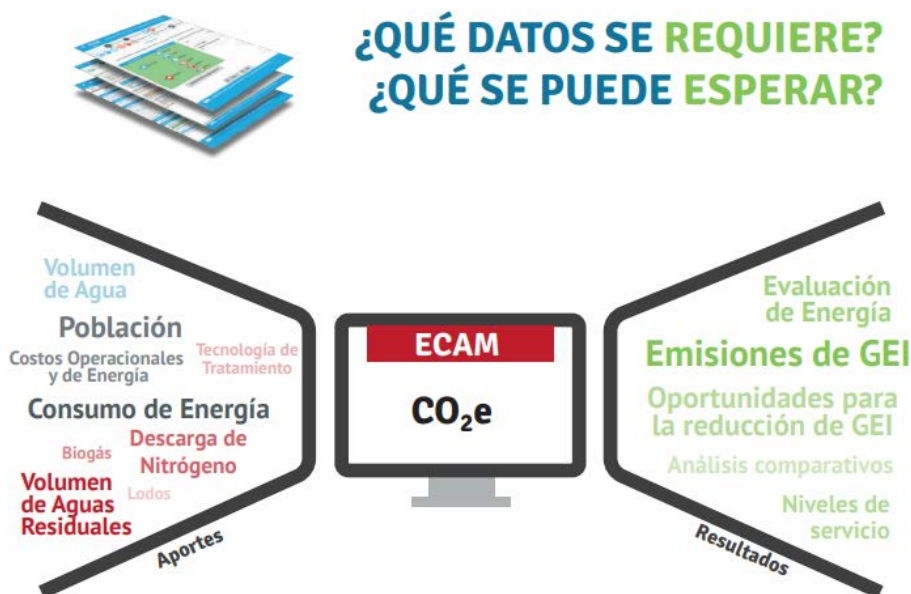 ¿QUÉ DATOS SE REQUIERE?
¿QUÉ SE PUEDE ESPERAR?
Volumen
de Agua
Población
Costos Operacionales
y de Energía
Tecnología de
Tratamiento
Consumo de Energía
Biogás
Descarga de
Nitrógeno
Volumen
de Aguas
Residuales
Lodos
Aportes
ECAM
CO₂e
Evaluación
de Energía
Emisiones de GEI
Oportunidades para
la reducción de GEI
Análisis comparativos
Niveles de
servicio
Resultados